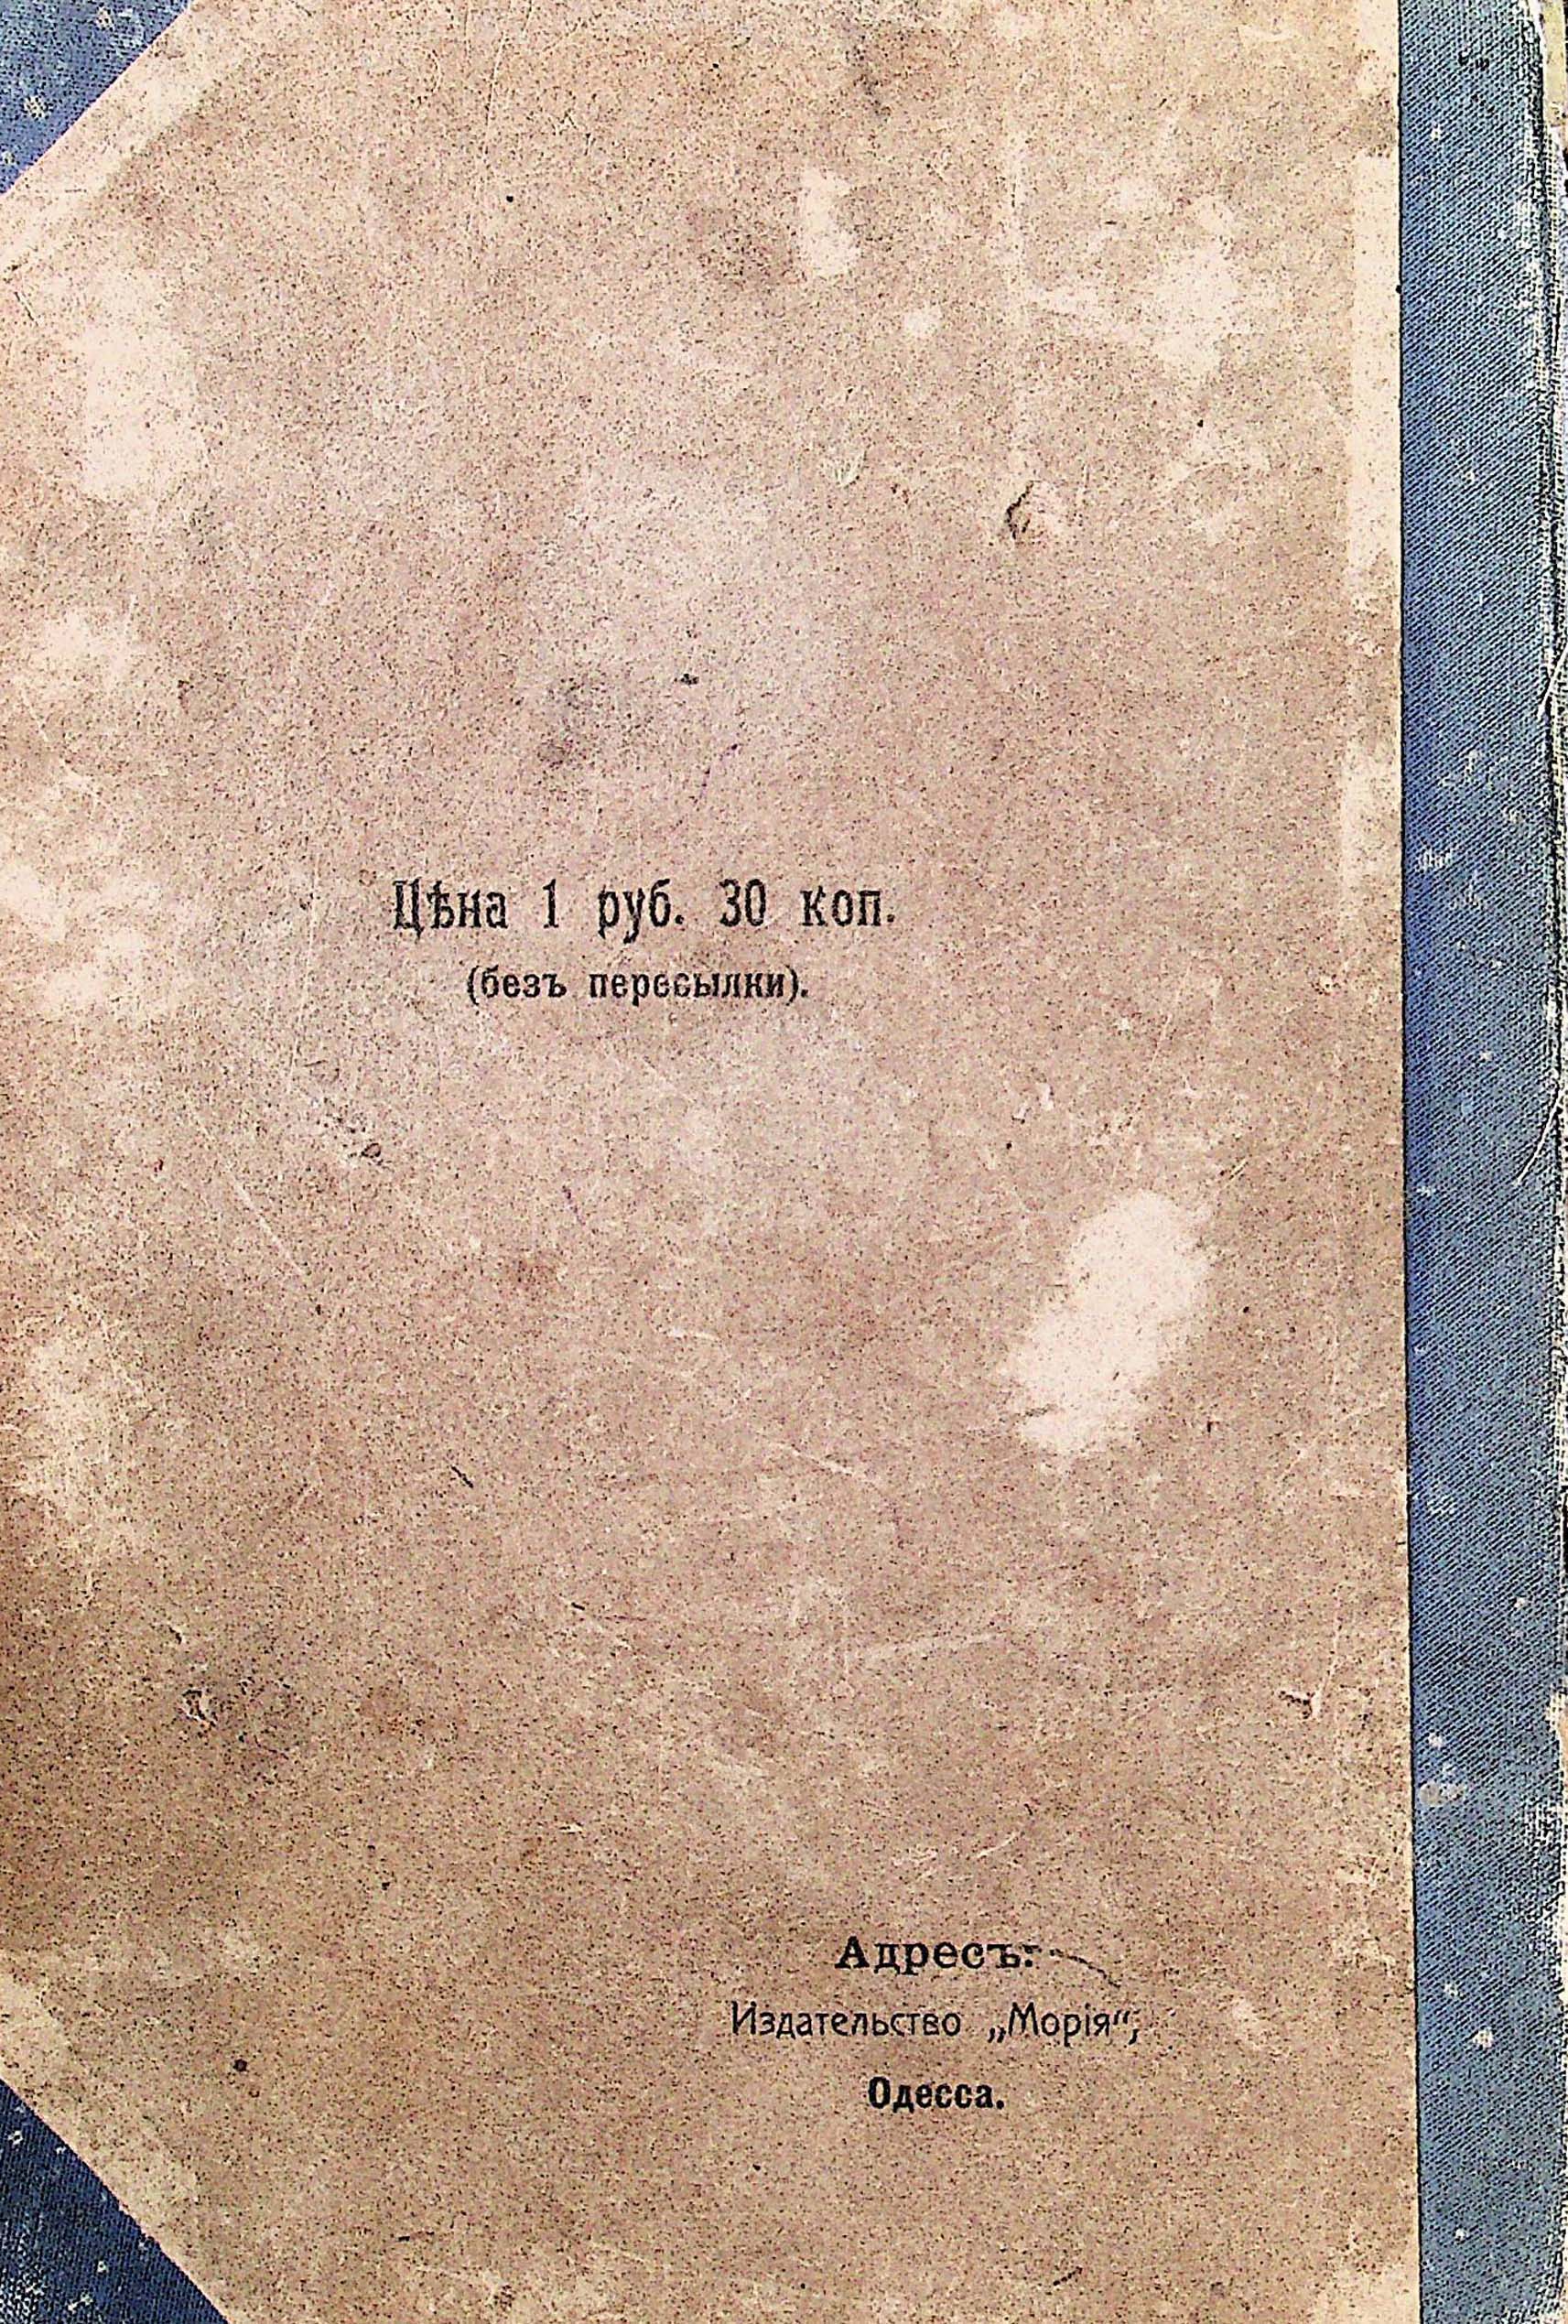 Цѣна 1 руб. 30 коп.
(безъ пересылки).
Адресъ:
Издательство „Морія“,
Одесса.